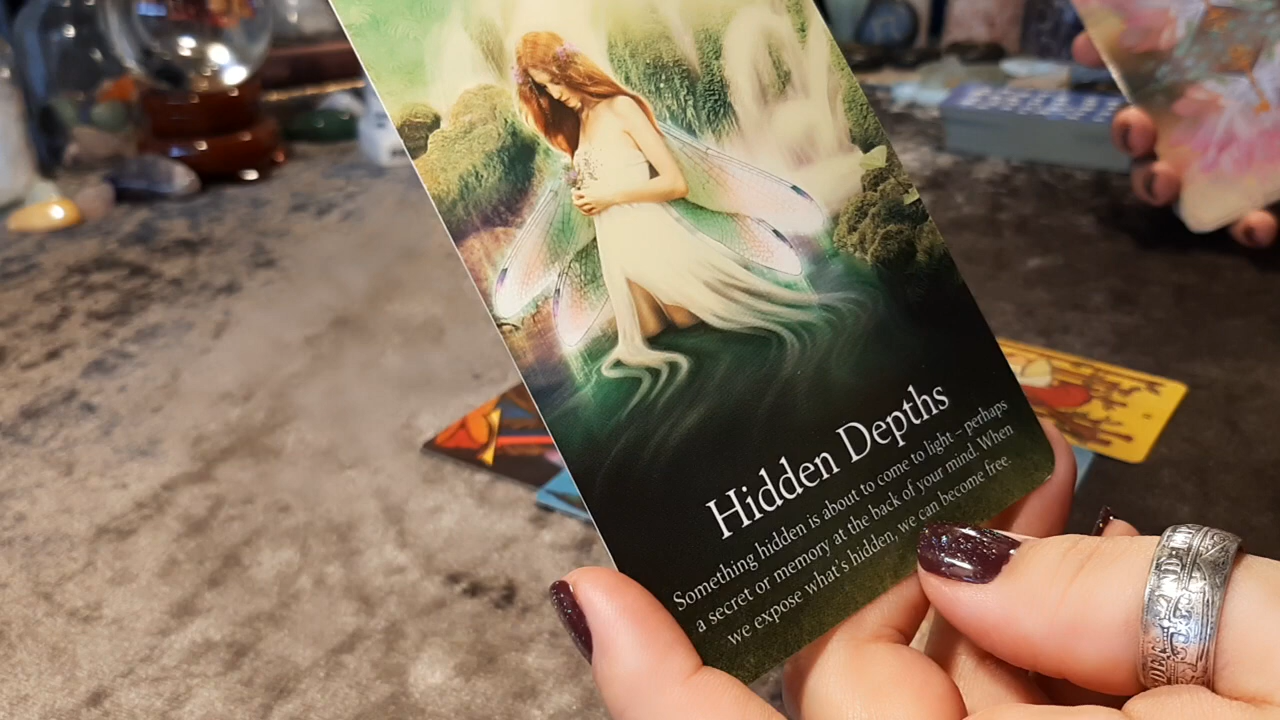 Hidden Depths
Something hidden is about to come to light – perhaps
a secret or memory at the back of your mind. When
we expose what's hidden, we can become free.